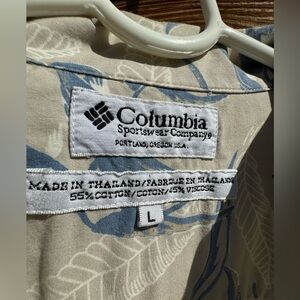 Columbia
Sportswear Company®
PORTLAND, OREGON U.S.A.
MADE IN THAILAND/FABRIQUE EN THAILANDE
55% COTTON/COTON/45% VISCOSE
L